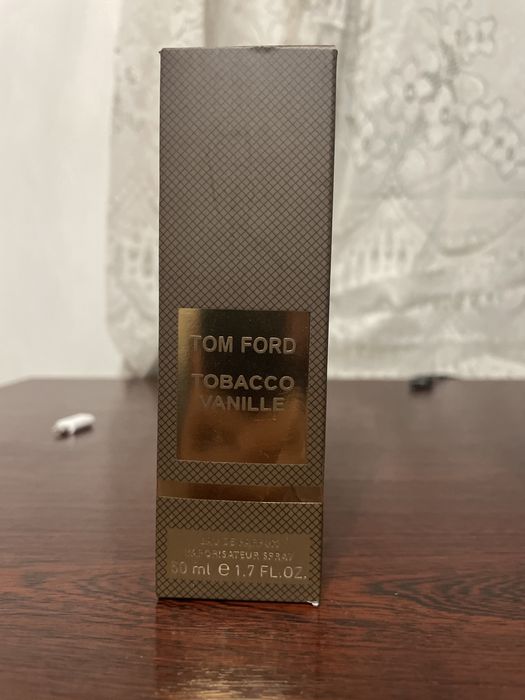 TOM FORD
TOBACCO
VANILLE
EAU DE PARFUM
VAPORISATEUR SPRAY
50 ml e 1.7 FL.OZ.